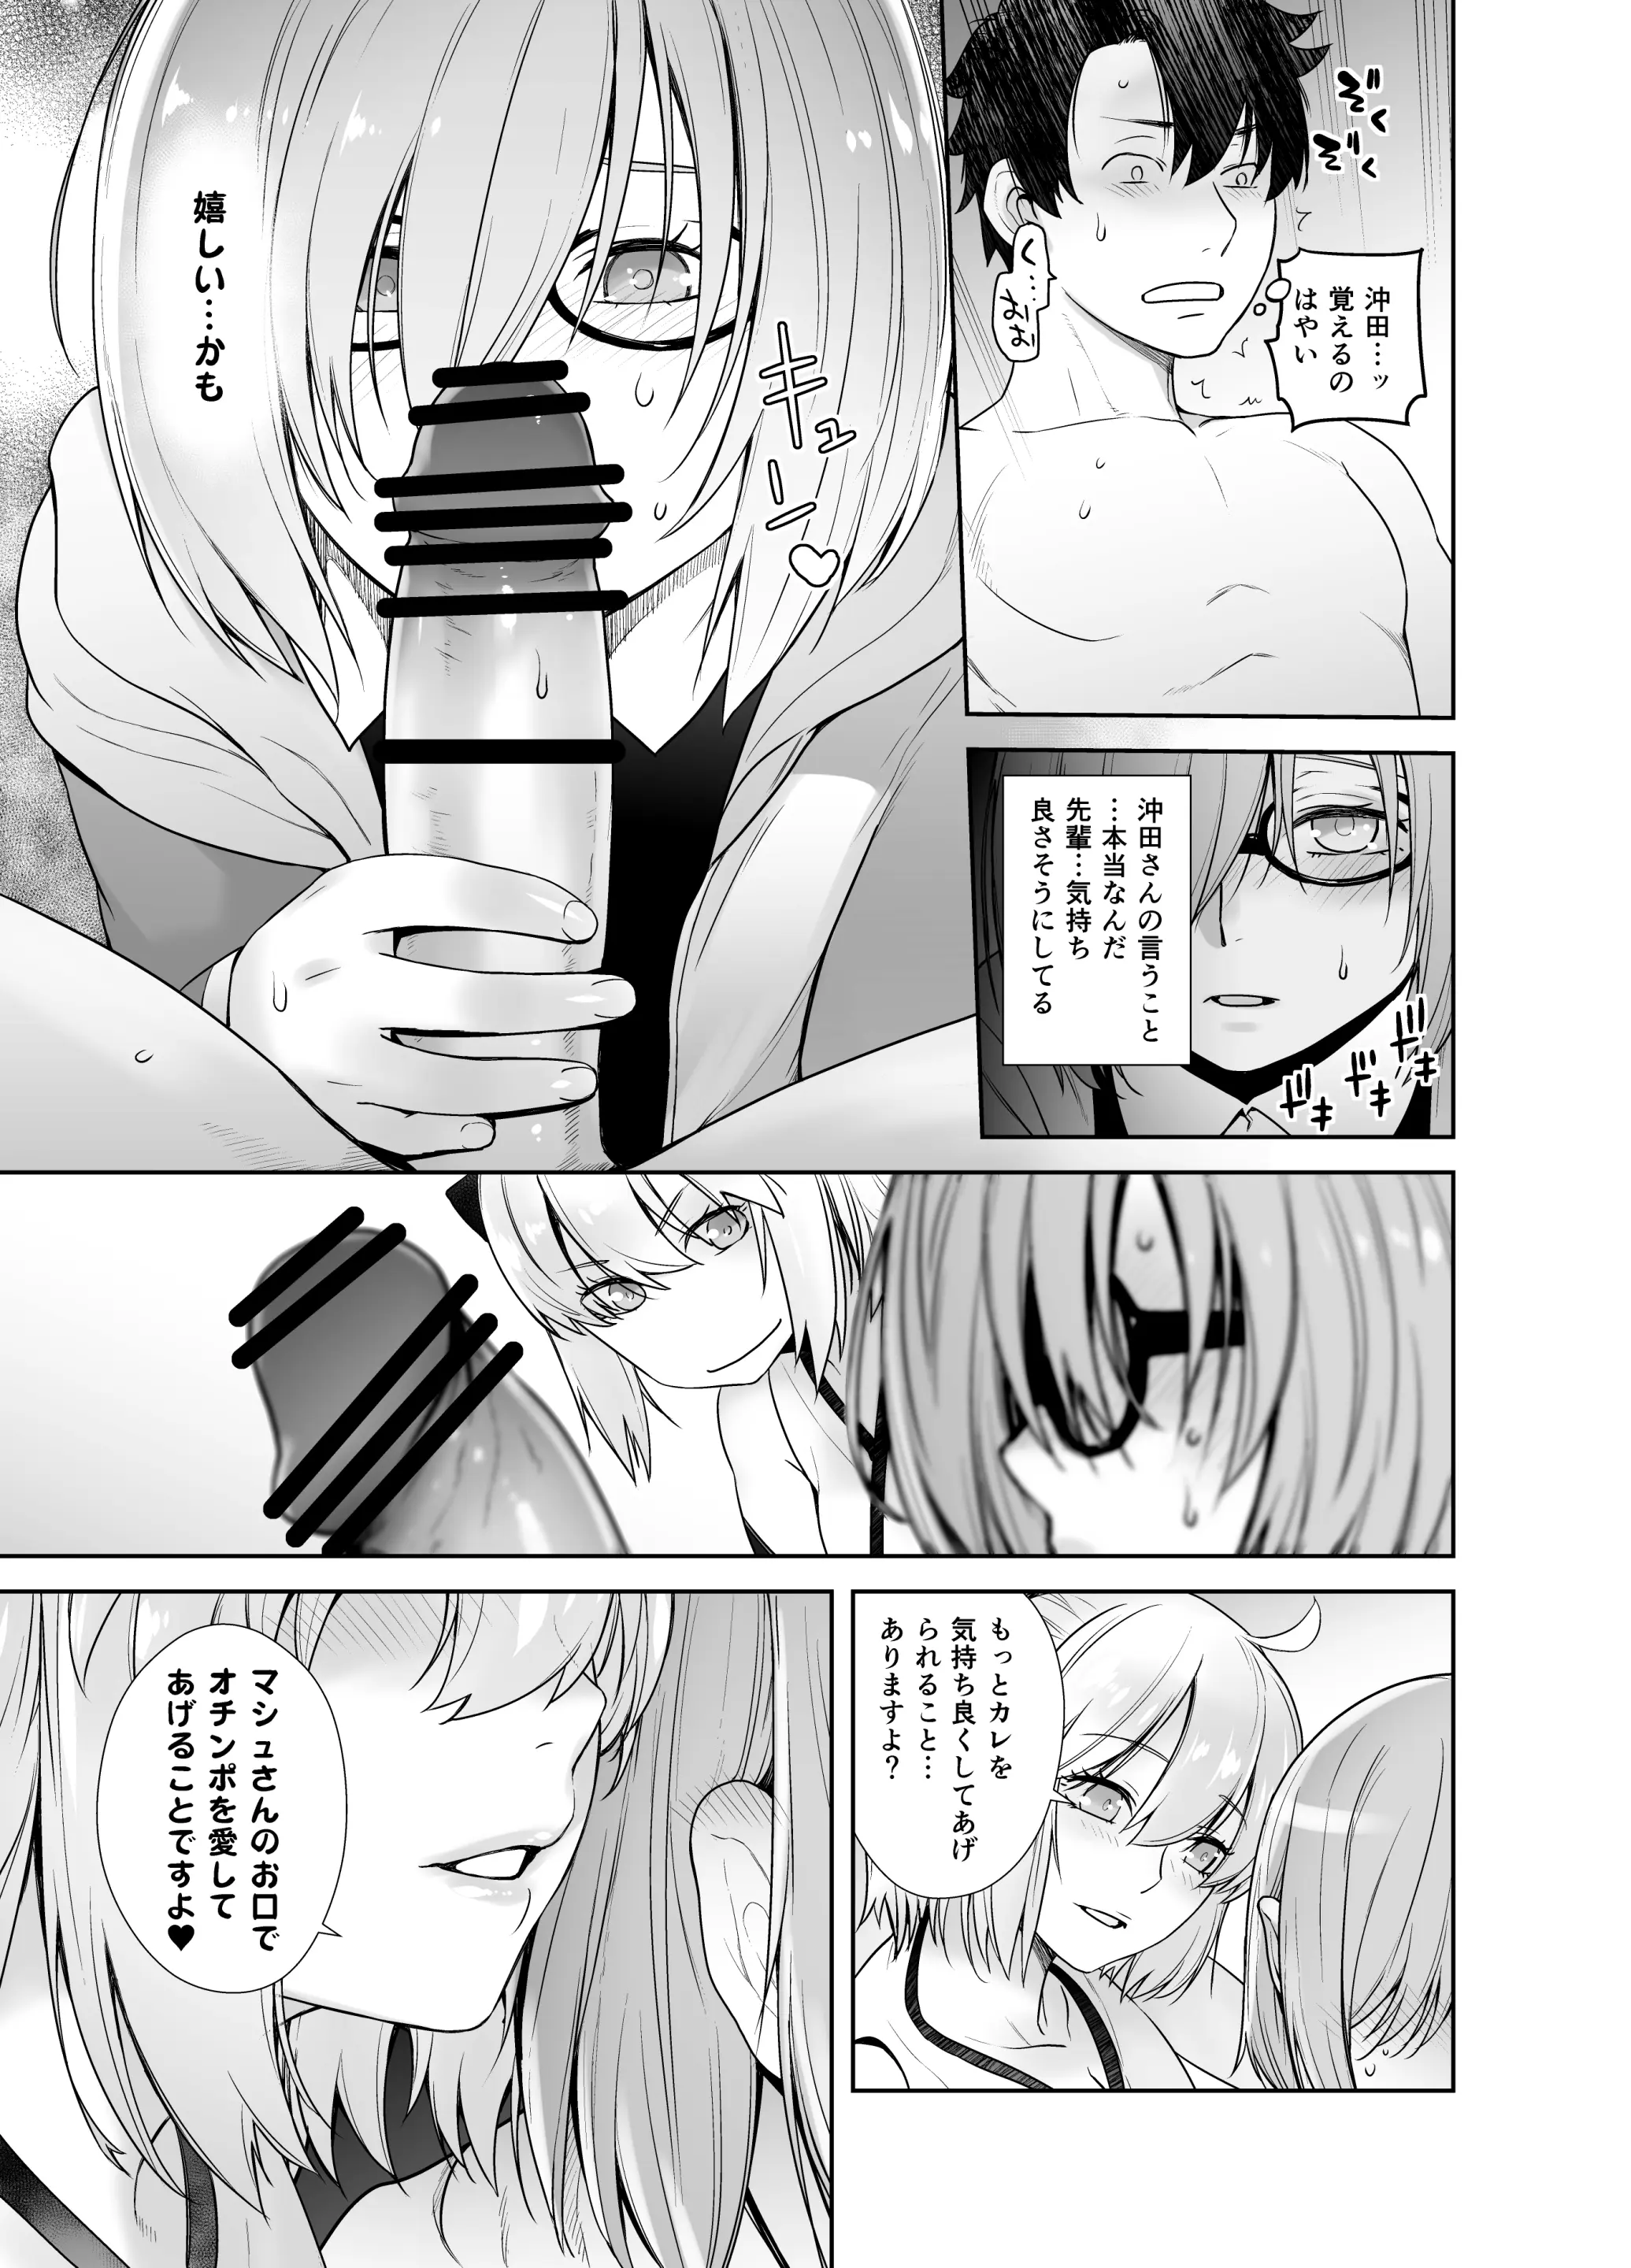 ぞく
ぞく
沖田…ッ
覚えるの
はやい
く…
おお
沖田さんの言うこと
…本当なんだ
先輩…気持ち
良さそうにしてる
ドキ
ドキ
ドキ
嬉しい…かも
キュー♡
もっとカレを
気持ち良くしてあげ
られること…
ありますよ?
マシュさんのお口で
オチンポを愛して
あげることですよ♥